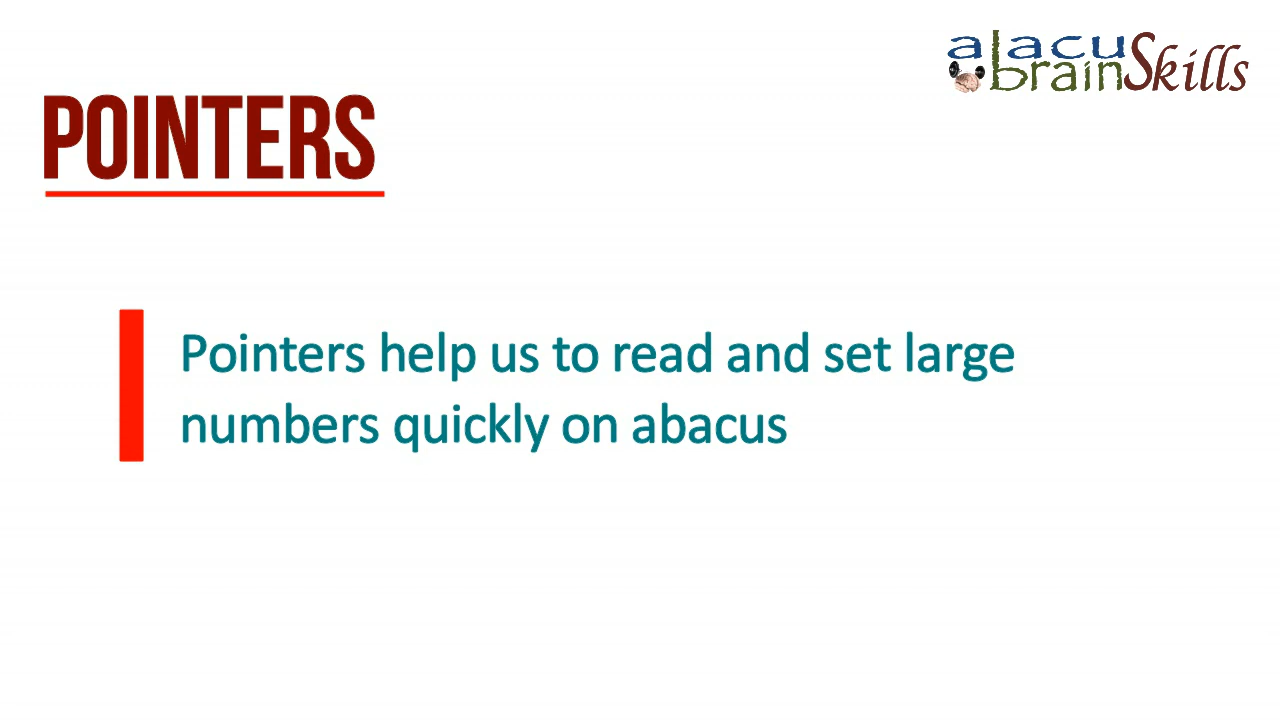 abacus
brainSkills
POINTERS
Pointers help us to read and set large
numbers quickly on abacus